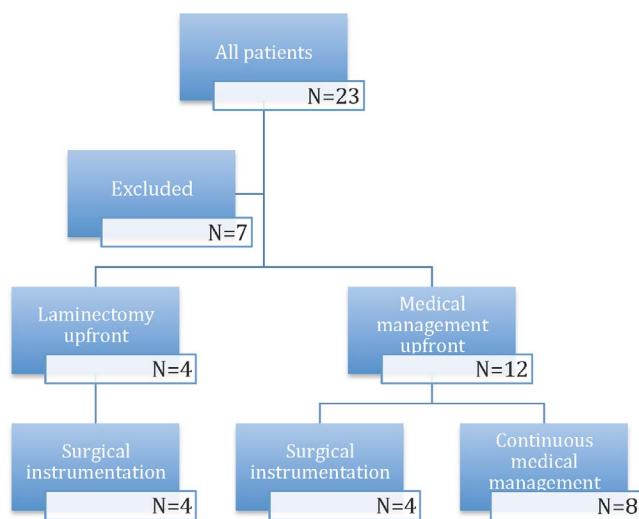 All patients
N=23
Excluded
N=7
Laminectomy
upfront
N=4
Medical
management
upfront
N=12
Surgical
instrumentation
N=4
Surgical
instrumentation
N=4
Continuous
medical
management
N=8